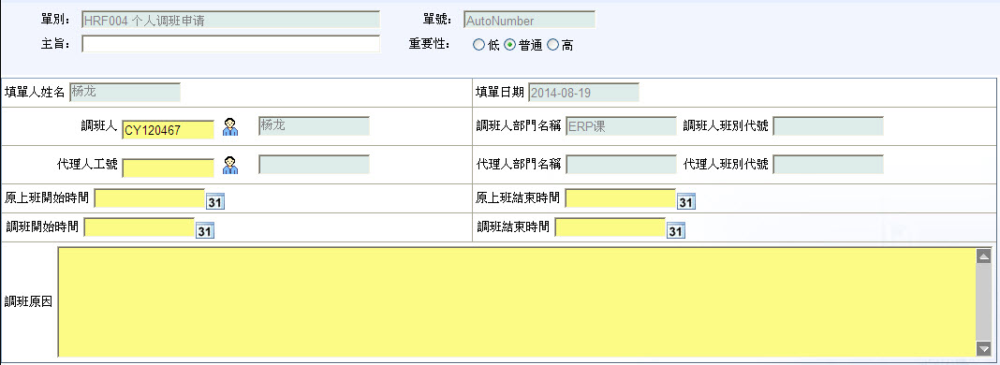 單別： HRF004 个人调班申请 單號： AutoNumber
主旨： 重要性： 低 普通 高
填單人姓名 杨龙 填單日期 2014-08-19
調班人 CY120467 杨龙 調班人部門名稱 ERP课 調班人班別代號
代理人工號 代理人部門名稱 代理人班別代號
原上班開始時間 31 原上班結束時間 31
調班開始時間 31 調班結束時間 31
調班原因